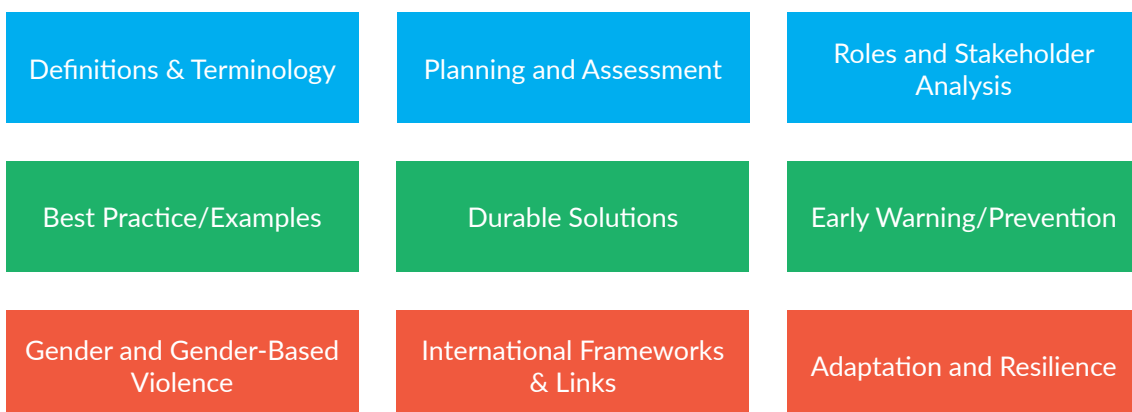 Definitions & Terminology
Planning and Assessment
Roles and Stakeholder
Analysis
Best Practice/Examples
Durable Solutions
Early Warning/Prevention
Gender and Gender-Based
Violence
International Frameworks
& Links
Adaptation and Resilience